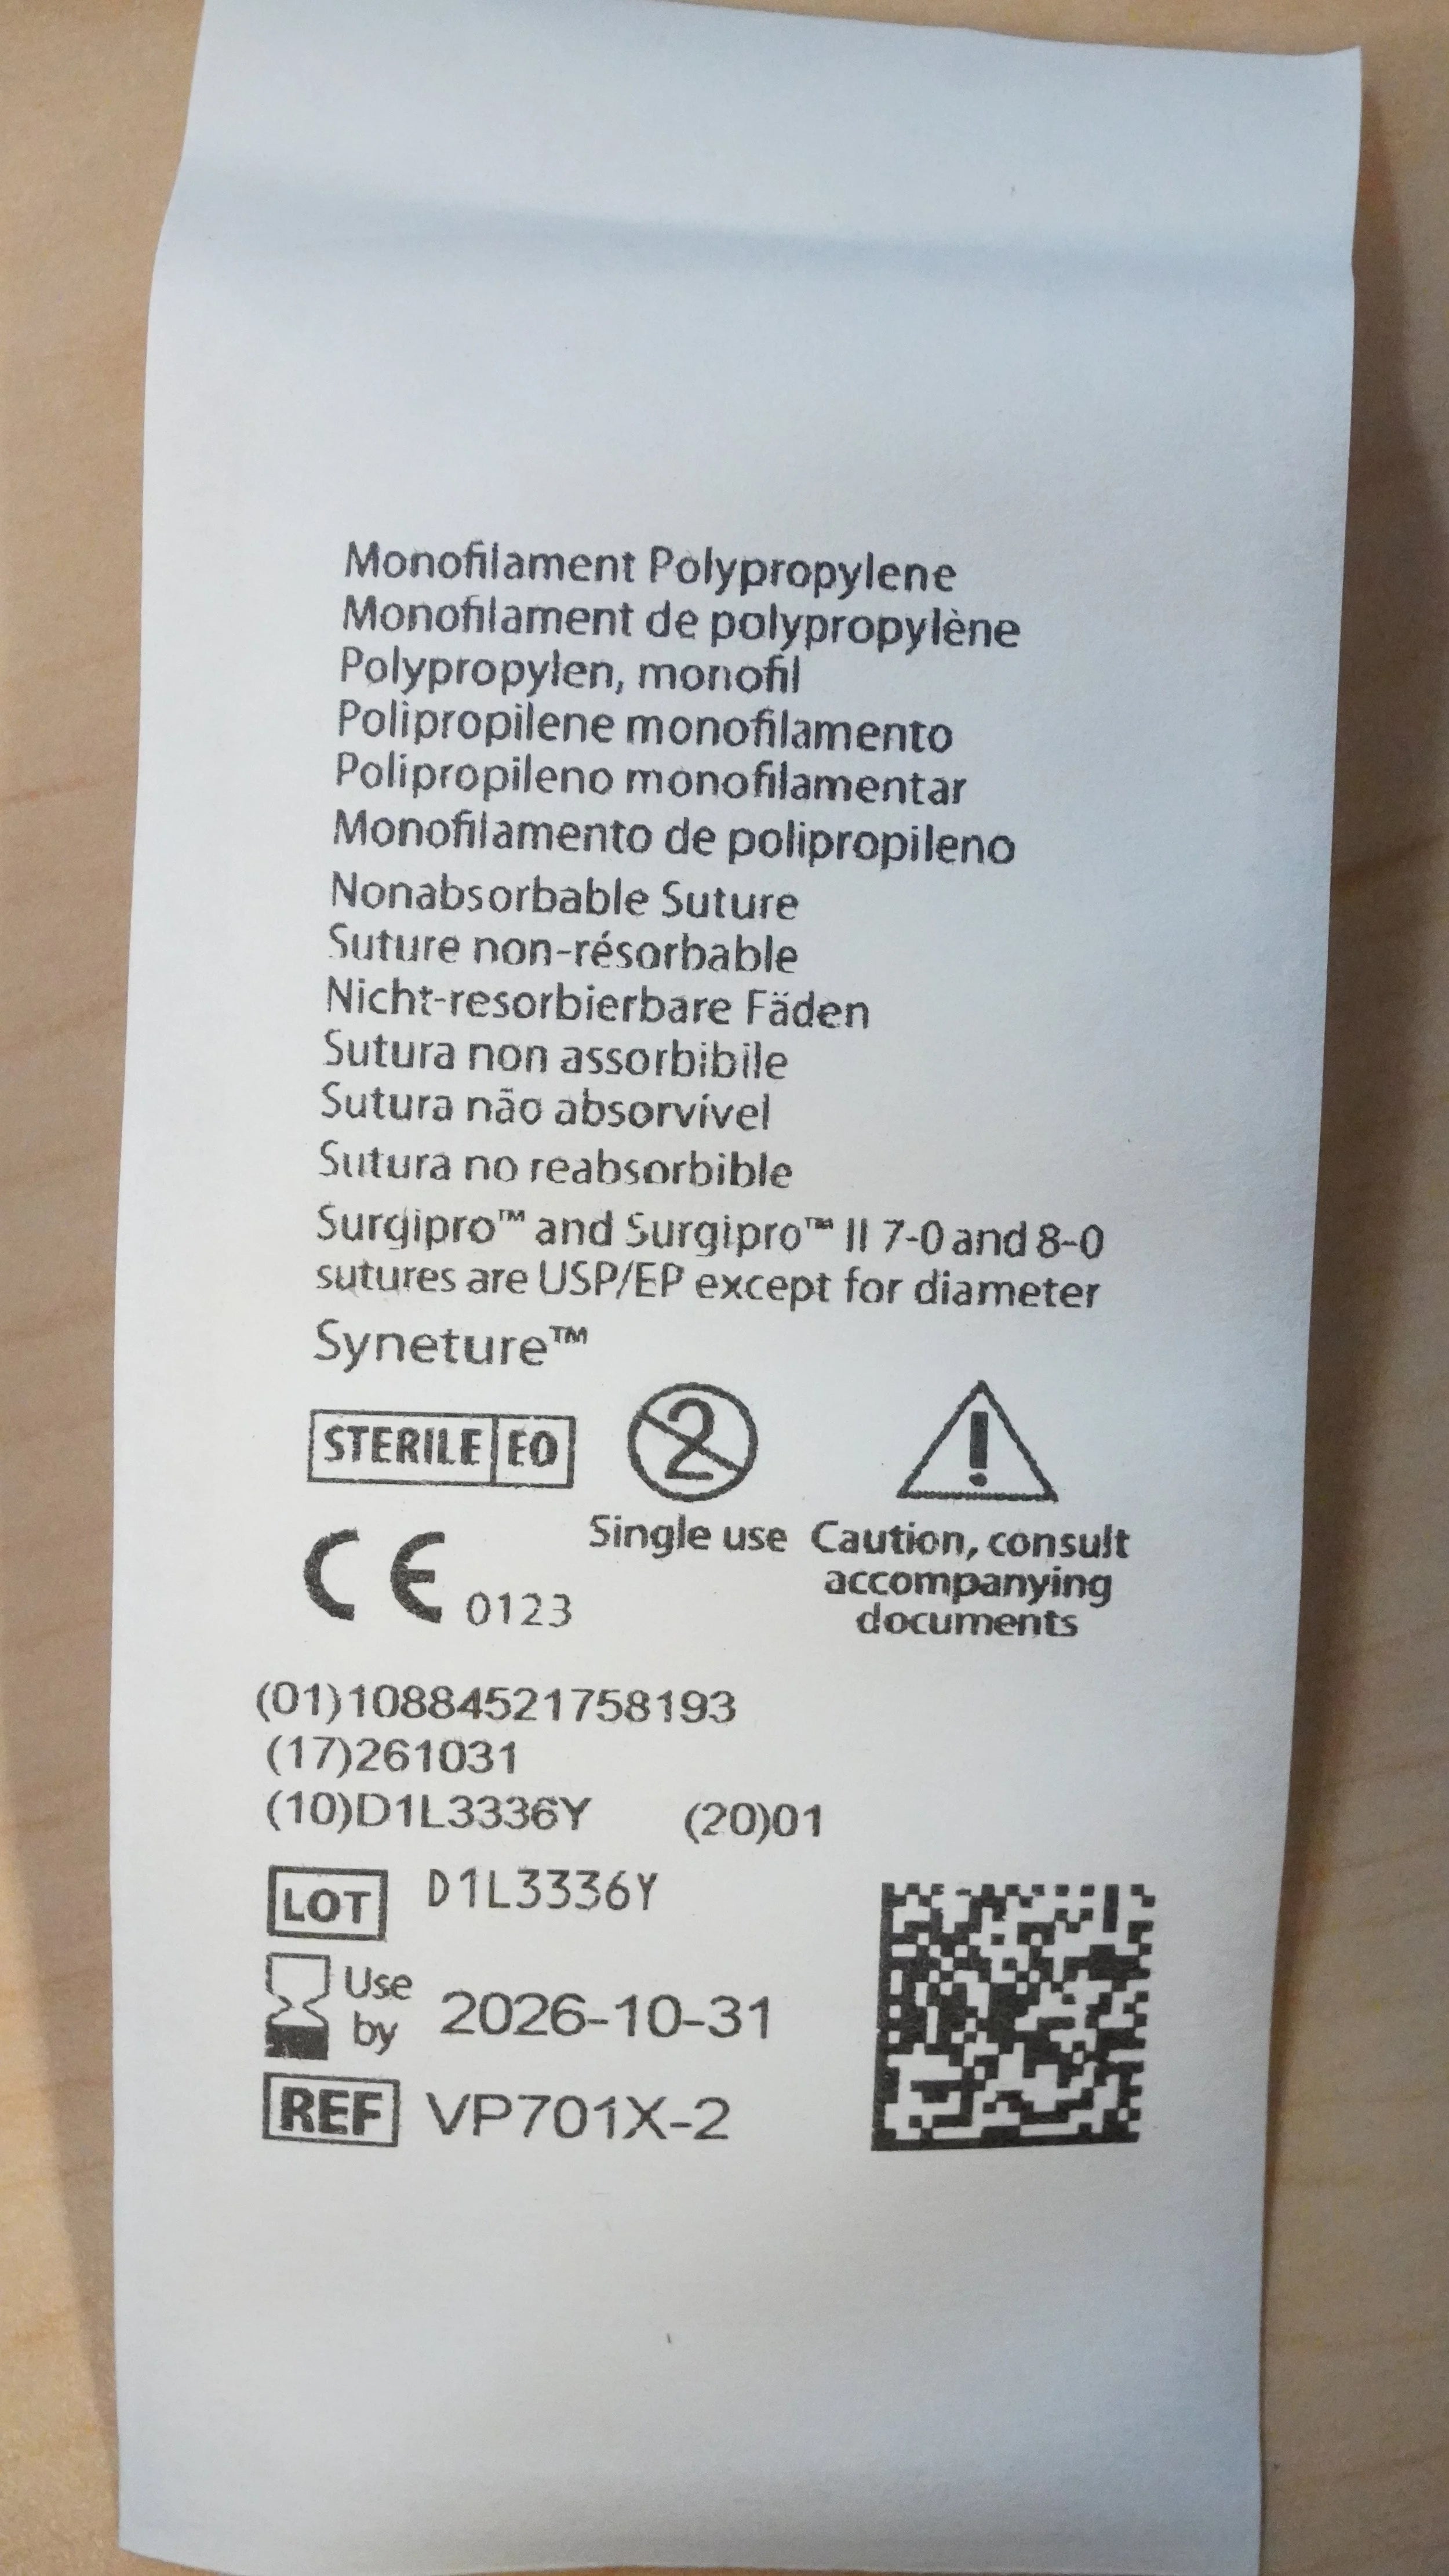 Monofilament Polypropylene
Monofilament de polypropylène
Polypropylen, monofil
Polipropilene monofilamento
Polipropileno monofilamentar
Monofilamento de polipropileno
Nonabsorbable Suture
Suture non-résorbable
Nicht-resorbierbare Fäden
Sutura non assorbibile
Sutura não absorvível
Sutura no reabsorbible
Surgipro™ and Surgipro™ II 7-0 and 8-0
sutures are USP/EP except for diameter
Syneture™
STERILE EO 2
Single use Caution, consult
accompanying
documents
CE 0123
(01)10884521758193
(17)261031
(10)D1L3336Y (20)01
LOT D1L3336Y
Use by 2026-10-31
REF VP701X-2